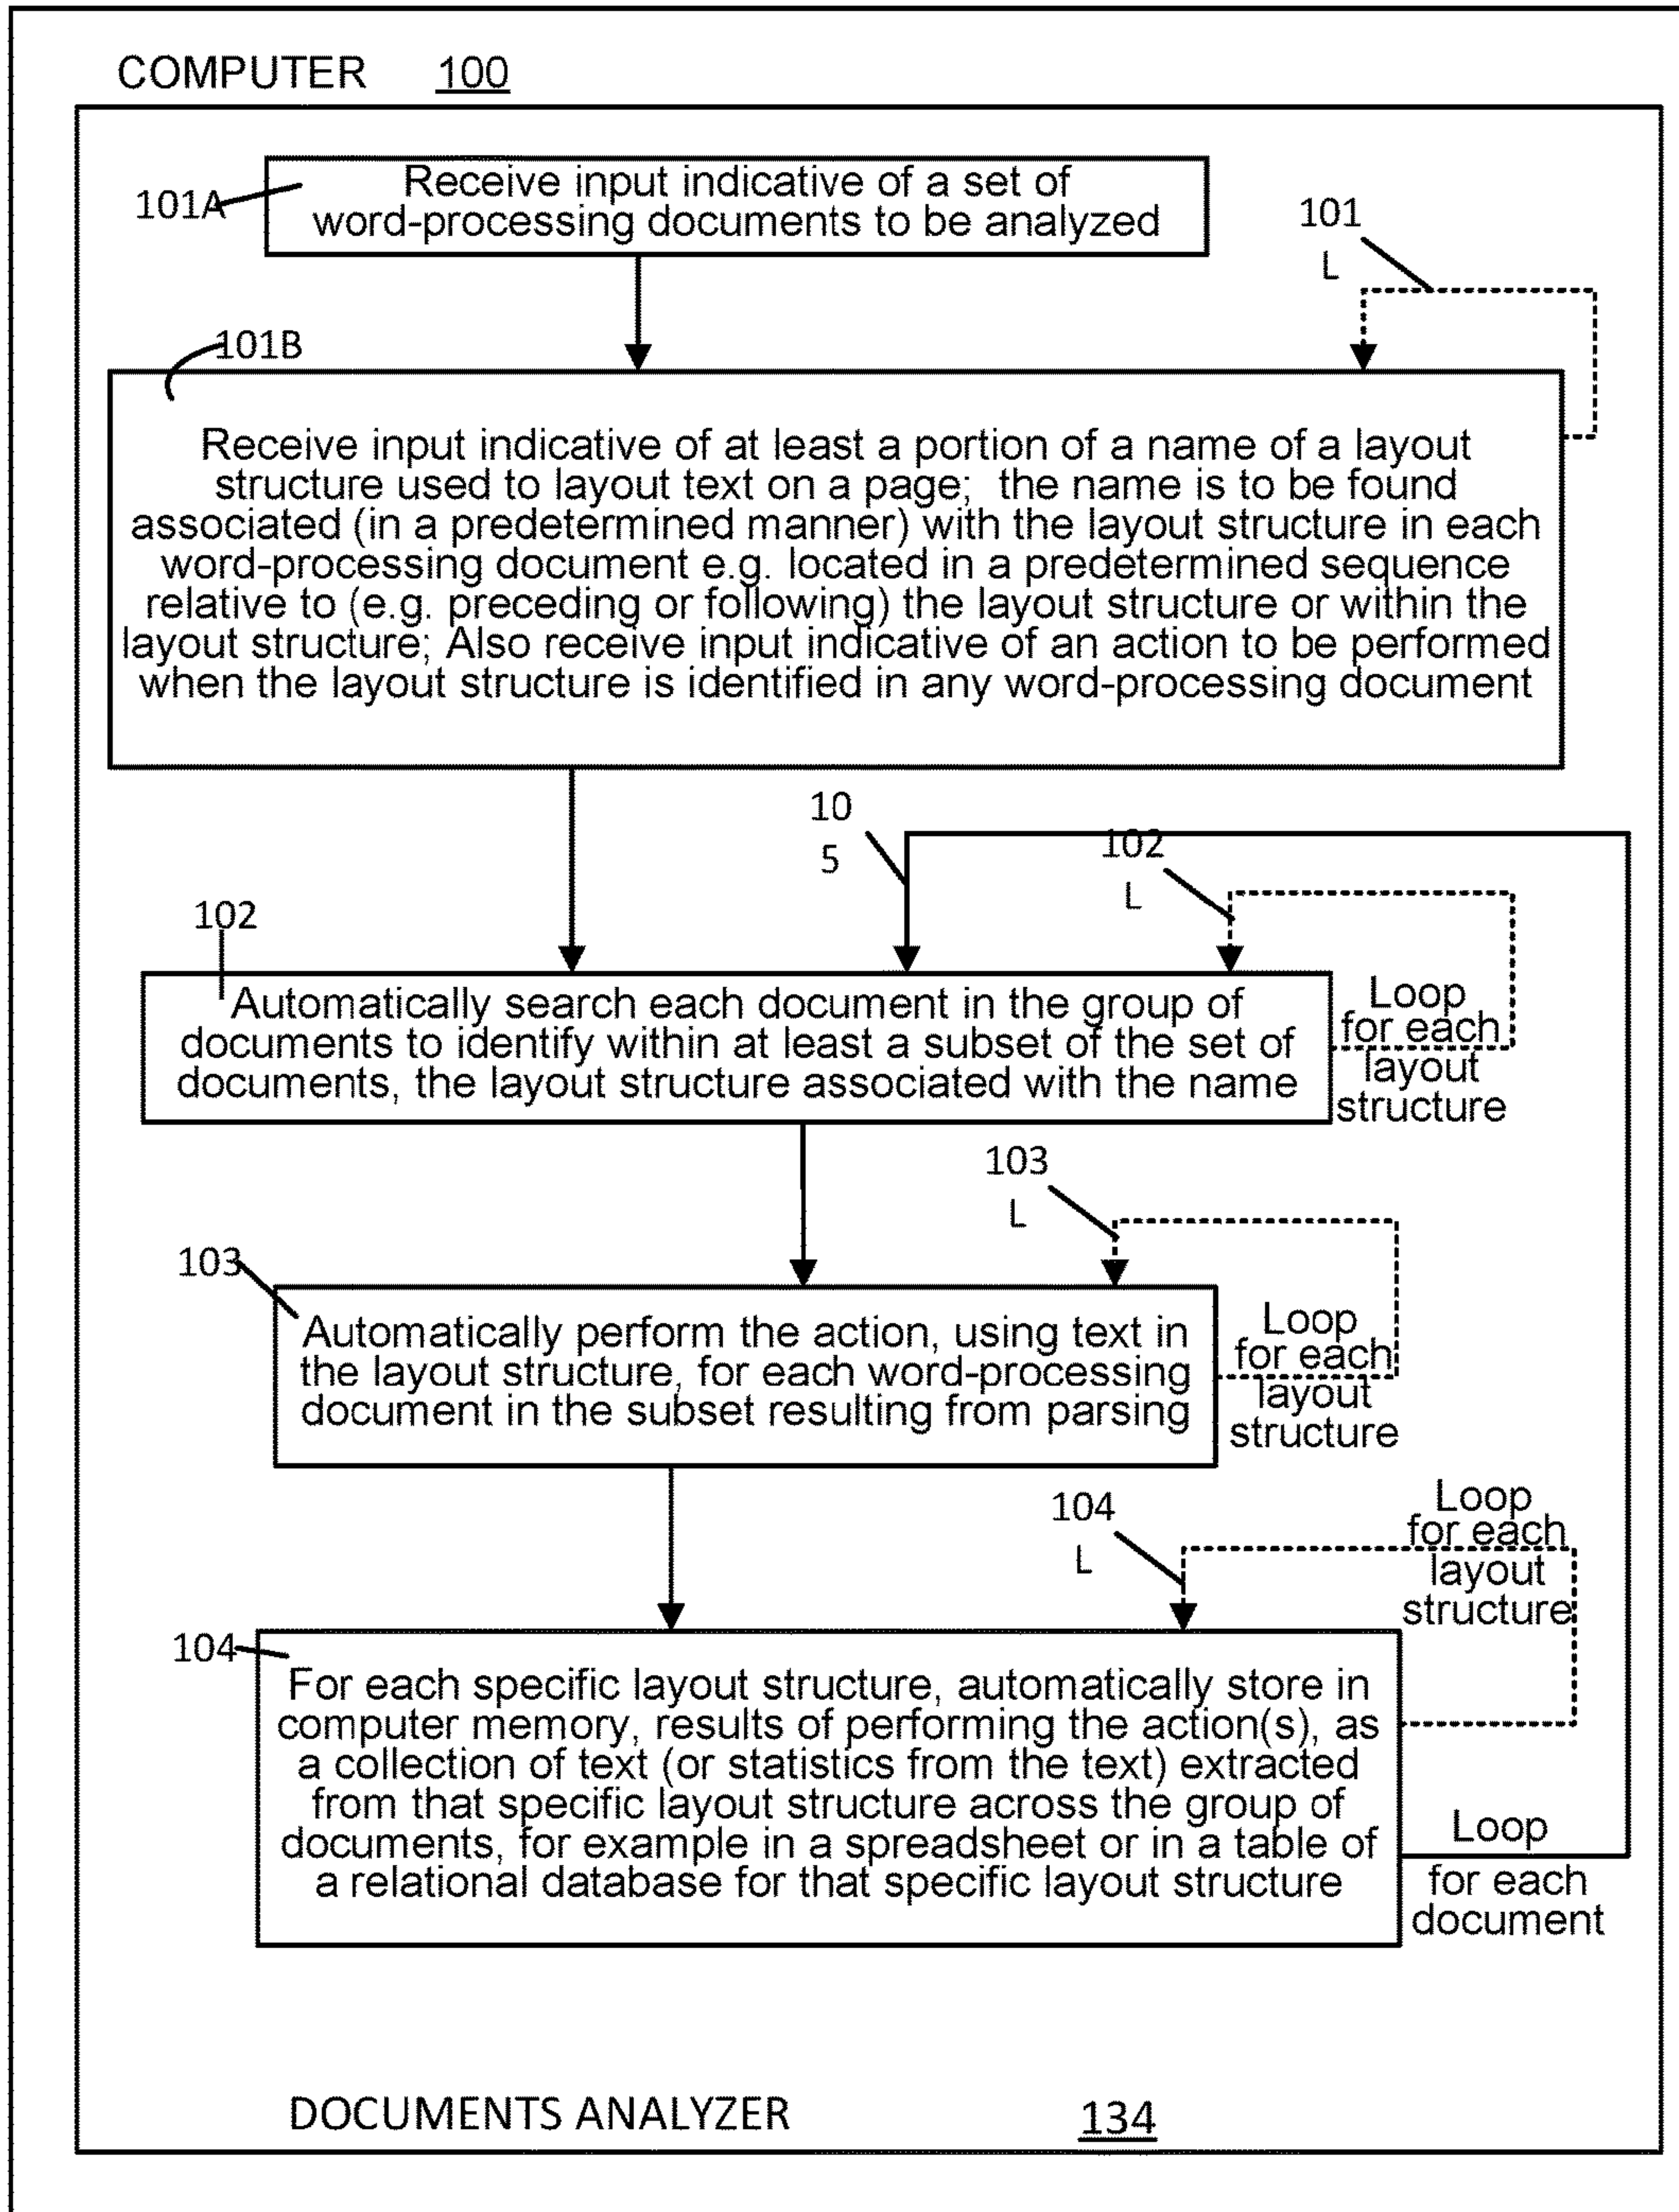 COMPUTER 100
101A
Receive input indicative of a set of
word-processing documents to be analyzed
101
L
101B
Receive input indicative of at least a portion of a name of a layout
structure used to layout text on a page; the name is to be found
associated (in a predetermined manner) with the layout structure in each
word-processing document e.g. located in a predetermined sequence
relative to (e.g. preceding or following) the layout structure or within the
layout structure; Also receive input indicative of an action to be performed
when the layout structure is identified in any word-processing document
10
5
102
L
102
Automatically search each document in the group of
documents to identify within at least a subset of the set of
documents, the layout structure associated with the name
Loop
for each
layout
structure
103
L
103
Automatically perform the action, using text in
the layout structure, for each word-processing
document in the subset resulting from parsing
Loop
for each
layout
structure
104
L
Loop
for each
layout
structure
104
For each specific layout structure, automatically store in
computer memory, results of performing the action(s), as
a collection of text (or statistics from the text) extracted
from that specific layout structure across the group of
documents, for example in a spreadsheet or in a table of
a relational database for that specific layout structure
Loop
for each
document
DOCUMENTS ANALYZER 134